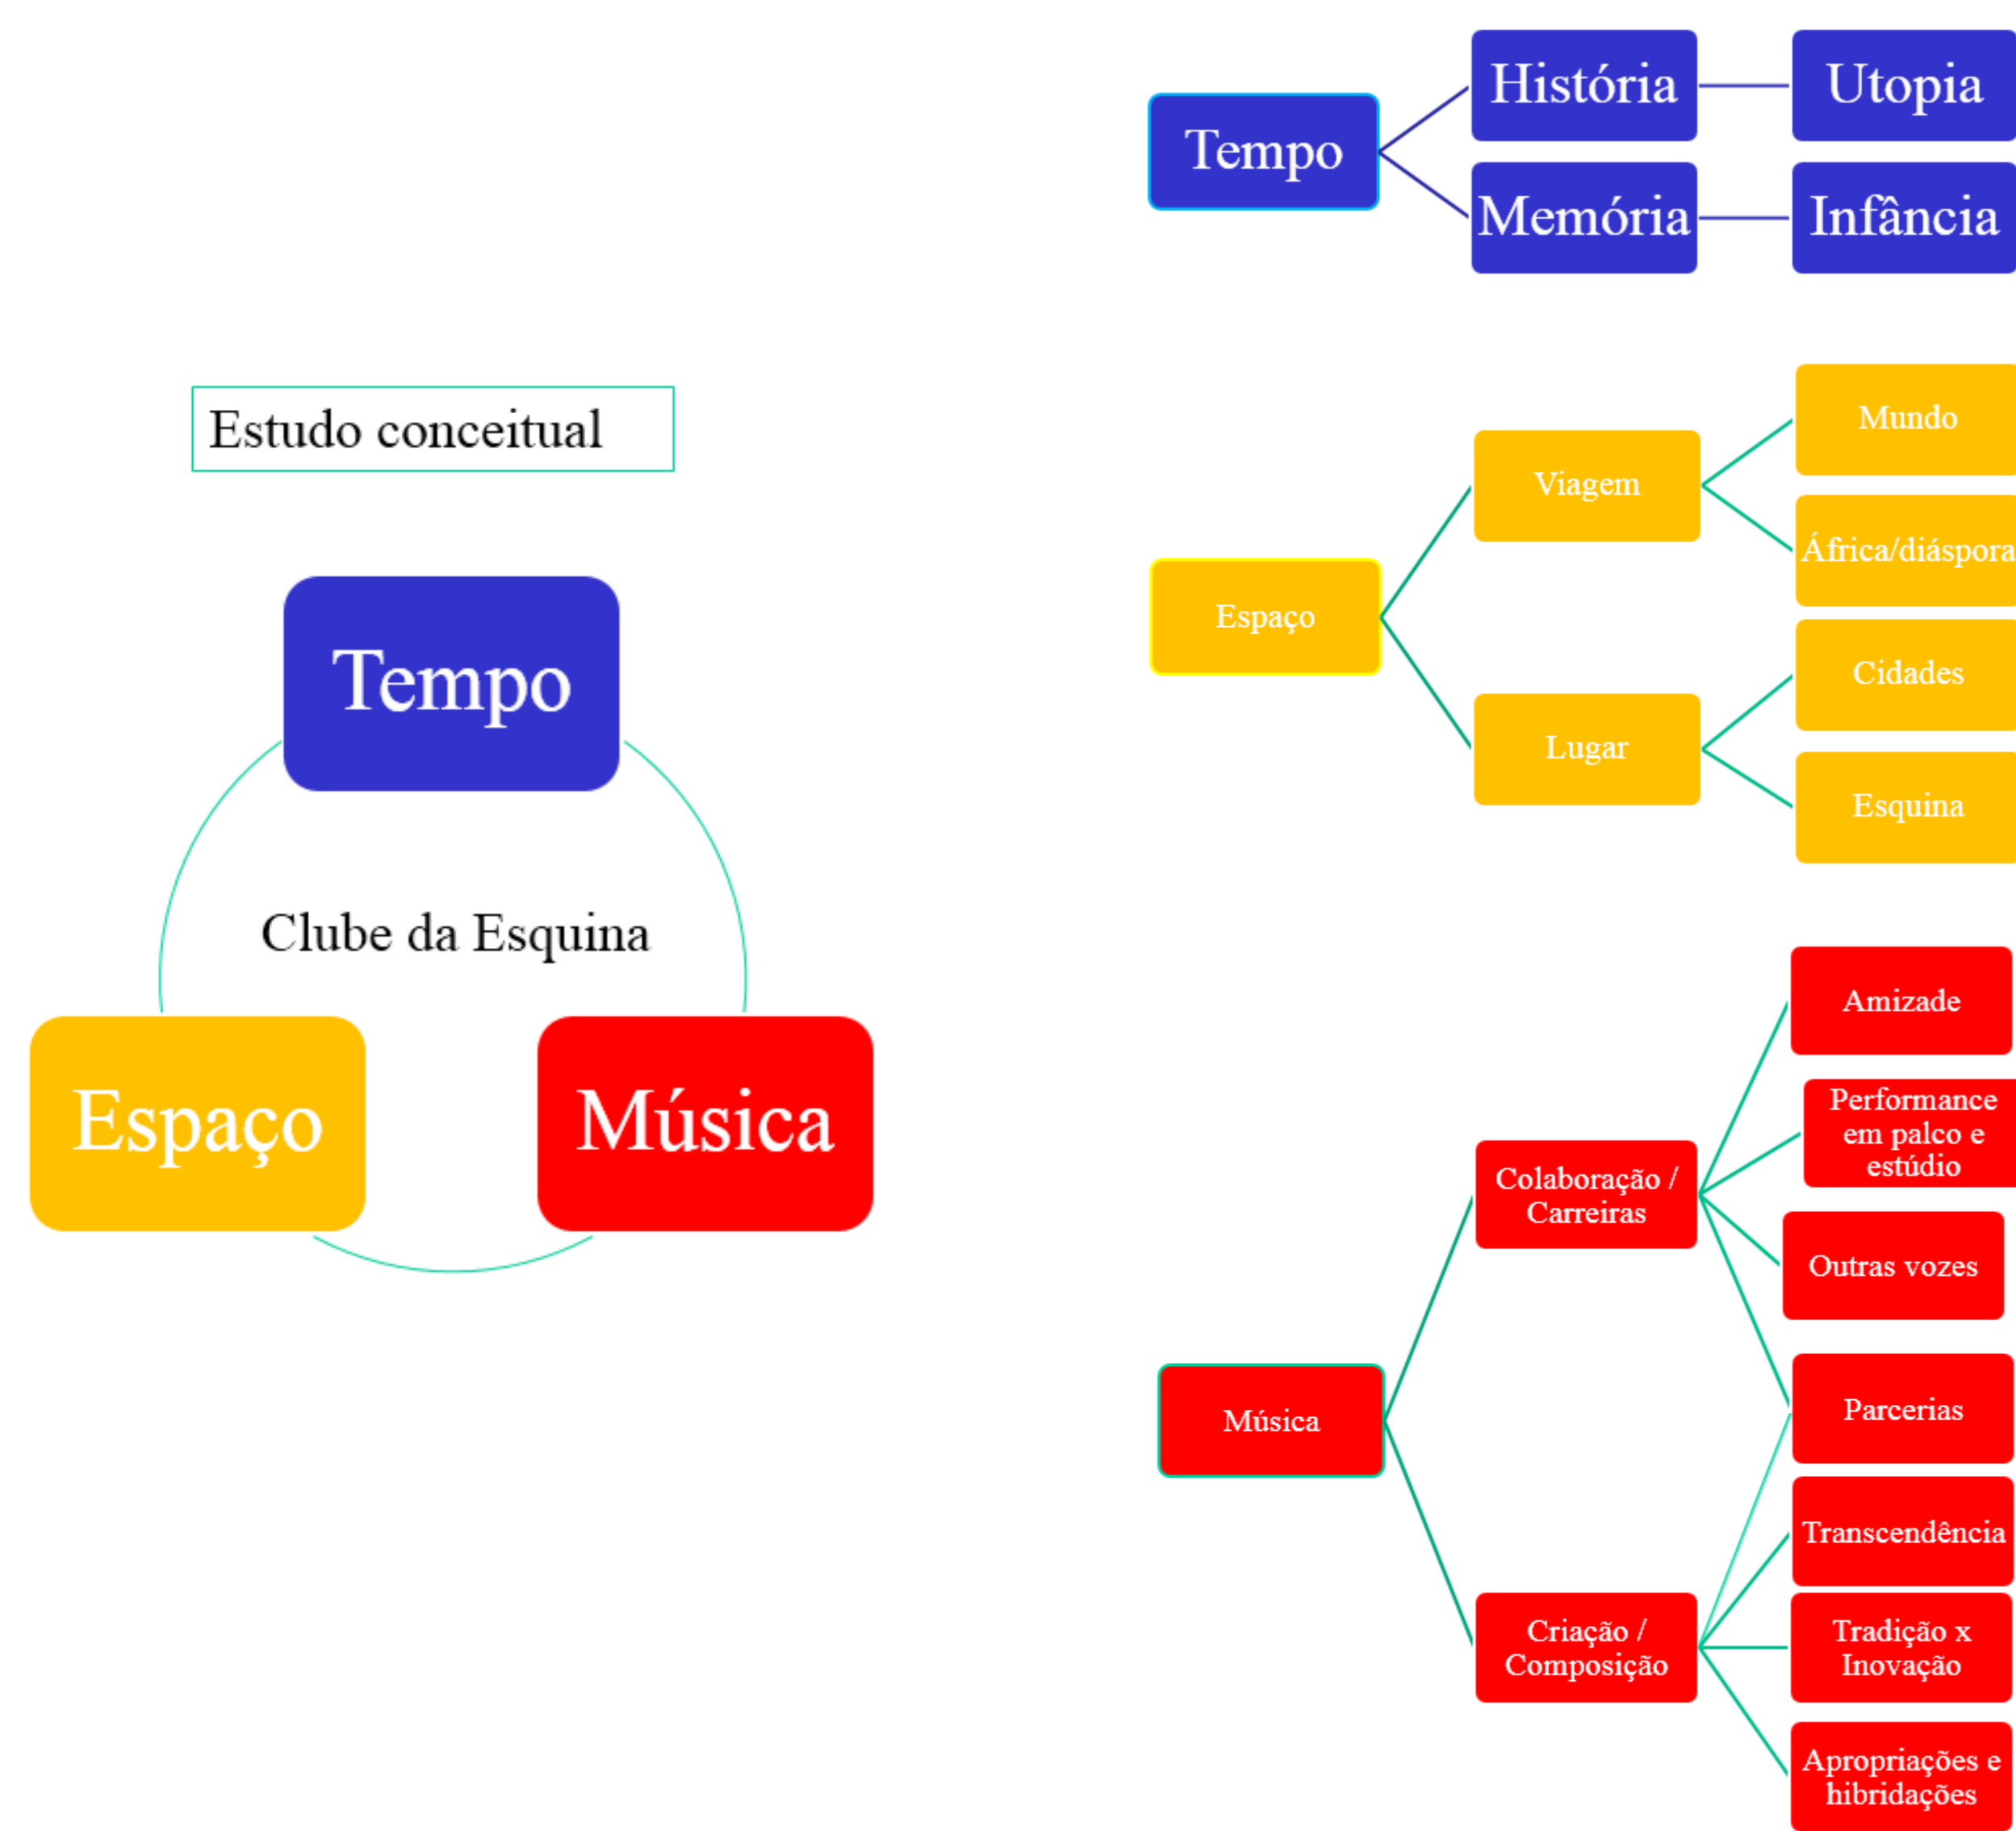 Estudo conceitual
Tempo
Clube da Esquina
Espaço
Música
Tempo
História
Utopia
Memória
Infância
Espaço
Viagem
Mundo
África/diáspora
Lugar
Cidades
Esquina
Música
Colaboração /
Carreiras
Amizade
Performance
em palco e
estúdio
Outras vozes
Parcerias
Criação /
Composição
Transcendência
Tradição x
Inovação
Apropriações e
hibridações